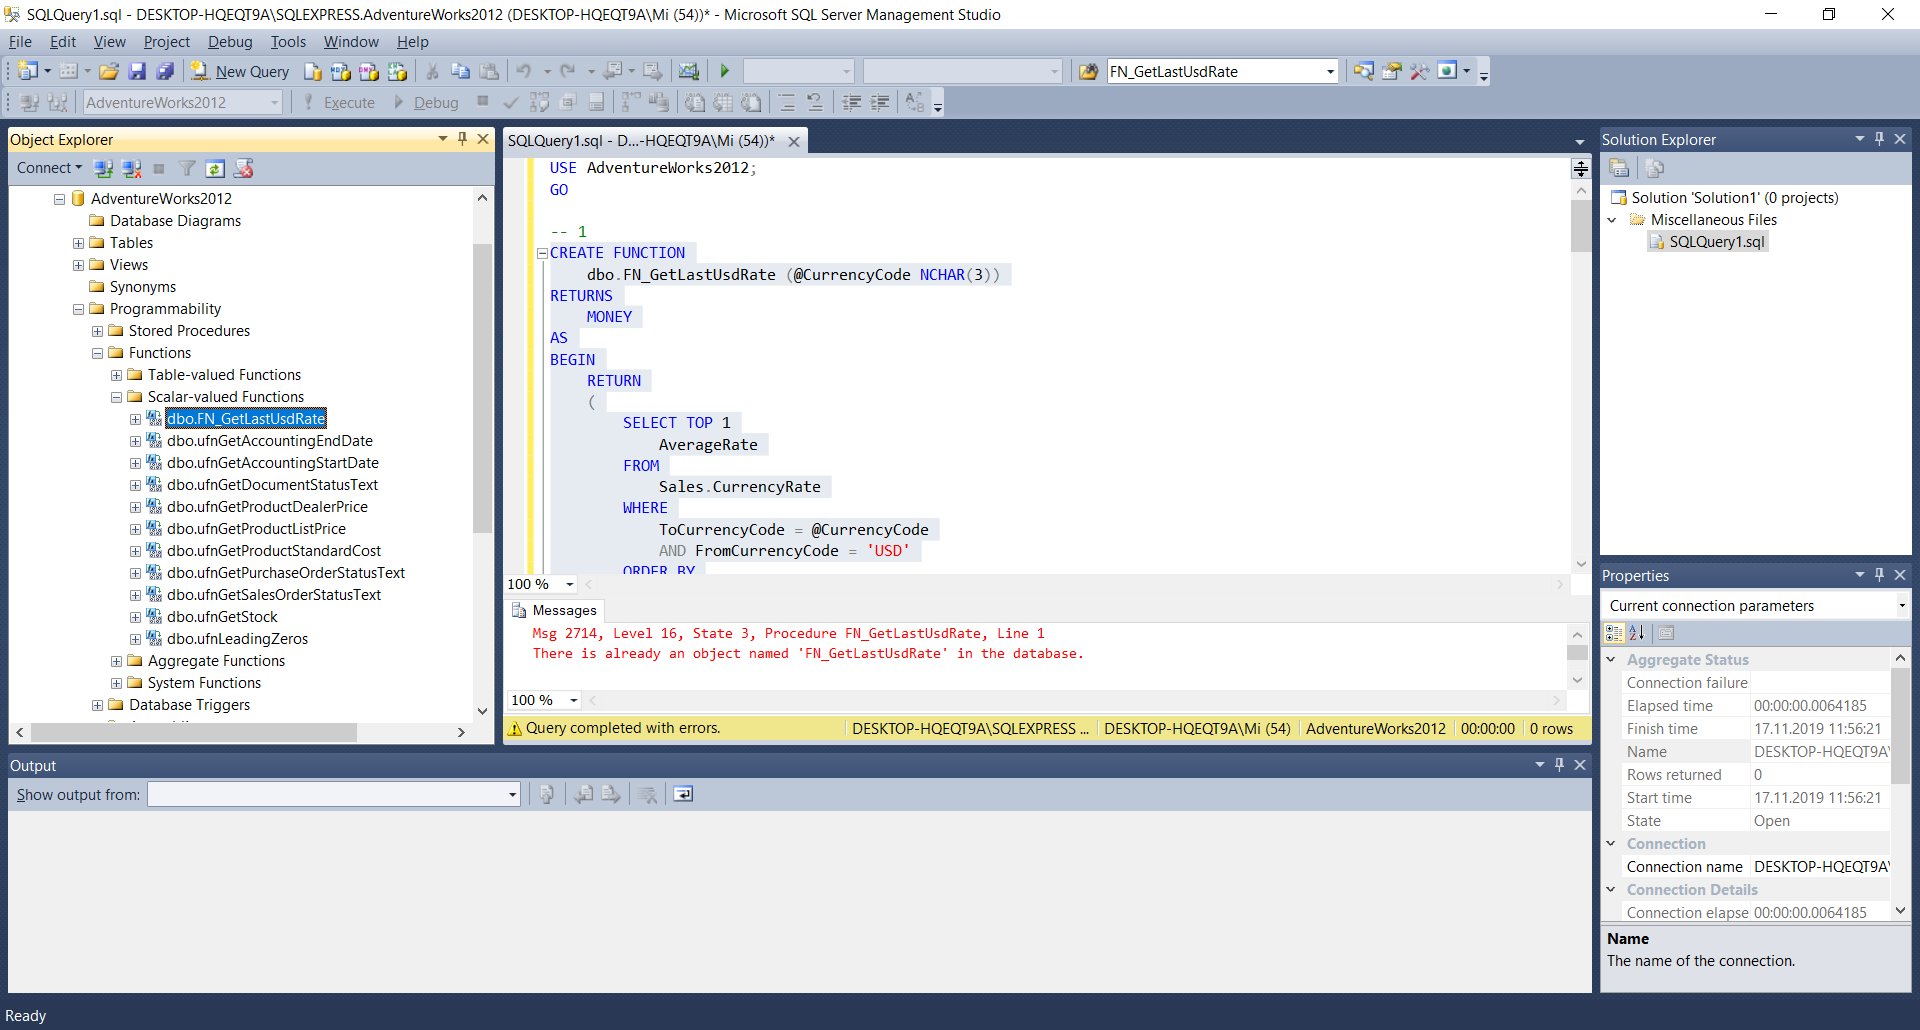 SQLQuery1.sql - DESKTOP-HQEQT9A\SQLEXPRESS.AdventureWorks2012 (DESKTOP-HQEQT9A\Mi (54))* - Microsoft SQL Server Management Studio
File Edit View Project Debug Tools Window Help
New Query FN_GetLastUsdRate
AdventureWorks2012 Execute Debug
Object Explorer
Connect
AdventureWorks2012
Database Diagrams
Tables
Views
Synonyms
Programmability
Stored Procedures
Functions
Table-valued Functions
Scalar-valued Functions
dbo.FN_GetLastUsdRate
dbo.ufnGetAccountingEndDate
dbo.ufnGetAccountingStartDate
dbo.ufnGetDocumentStatusText
dbo.ufnGetProductDealerPrice
dbo.ufnGetProductListPrice
dbo.ufnGetProductStandardCost
dbo.ufnGetPurchaseOrderStatusText
dbo.ufnGetSalesOrderStatusText
dbo.ufnGetStock
dbo.ufnLeadingZeros
Aggregate Functions
System Functions
Database Triggers
SQLQuery1.sql - D...-HQEQT9A\Mi (54))*
USE AdventureWorks2012;
GO
-- 1
CREATE FUNCTION
dbo.FN_GetLastUsdRate (@CurrencyCode NCHAR(3))
RETURNS
MONEY
AS
BEGIN
RETURN
(
SELECT TOP 1
AverageRate
FROM
Sales.CurrencyRate
WHERE
ToCurrencyCode = @CurrencyCode
AND FromCurrencyCode = 'USD'
ORDER BY
100 %
Messages
Msg 2714, Level 16, State 3, Procedure FN_GetLastUsdRate, Line 1
There is already an object named 'FN_GetLastUsdRate' in the database.
100 %
Query completed with errors. DESKTOP-HQEQT9A\SQLEXPRESS ... DESKTOP-HQEQT9A\Mi (54) AdventureWorks2012 00:00:00 0 rows
Solution Explorer
Solution 'Solution1' (0 projects)
Miscellaneous Files
SQLQuery1.sql
Properties
Current connection parameters
Aggregate Status
Connection failure
Elapsed time 00:00:00.0064185
Finish time 17.11.2019 11:56:21
Name DESKTOP-HQEQT9A\
Rows returned 0
Start time 17.11.2019 11:56:21
State Open
Connection
Connection name DESKTOP-HQEQT9A\
Connection Details
Connection elapse 00:00:00.0064185
Name
The name of the connection.
Output
Show output from:
Ready